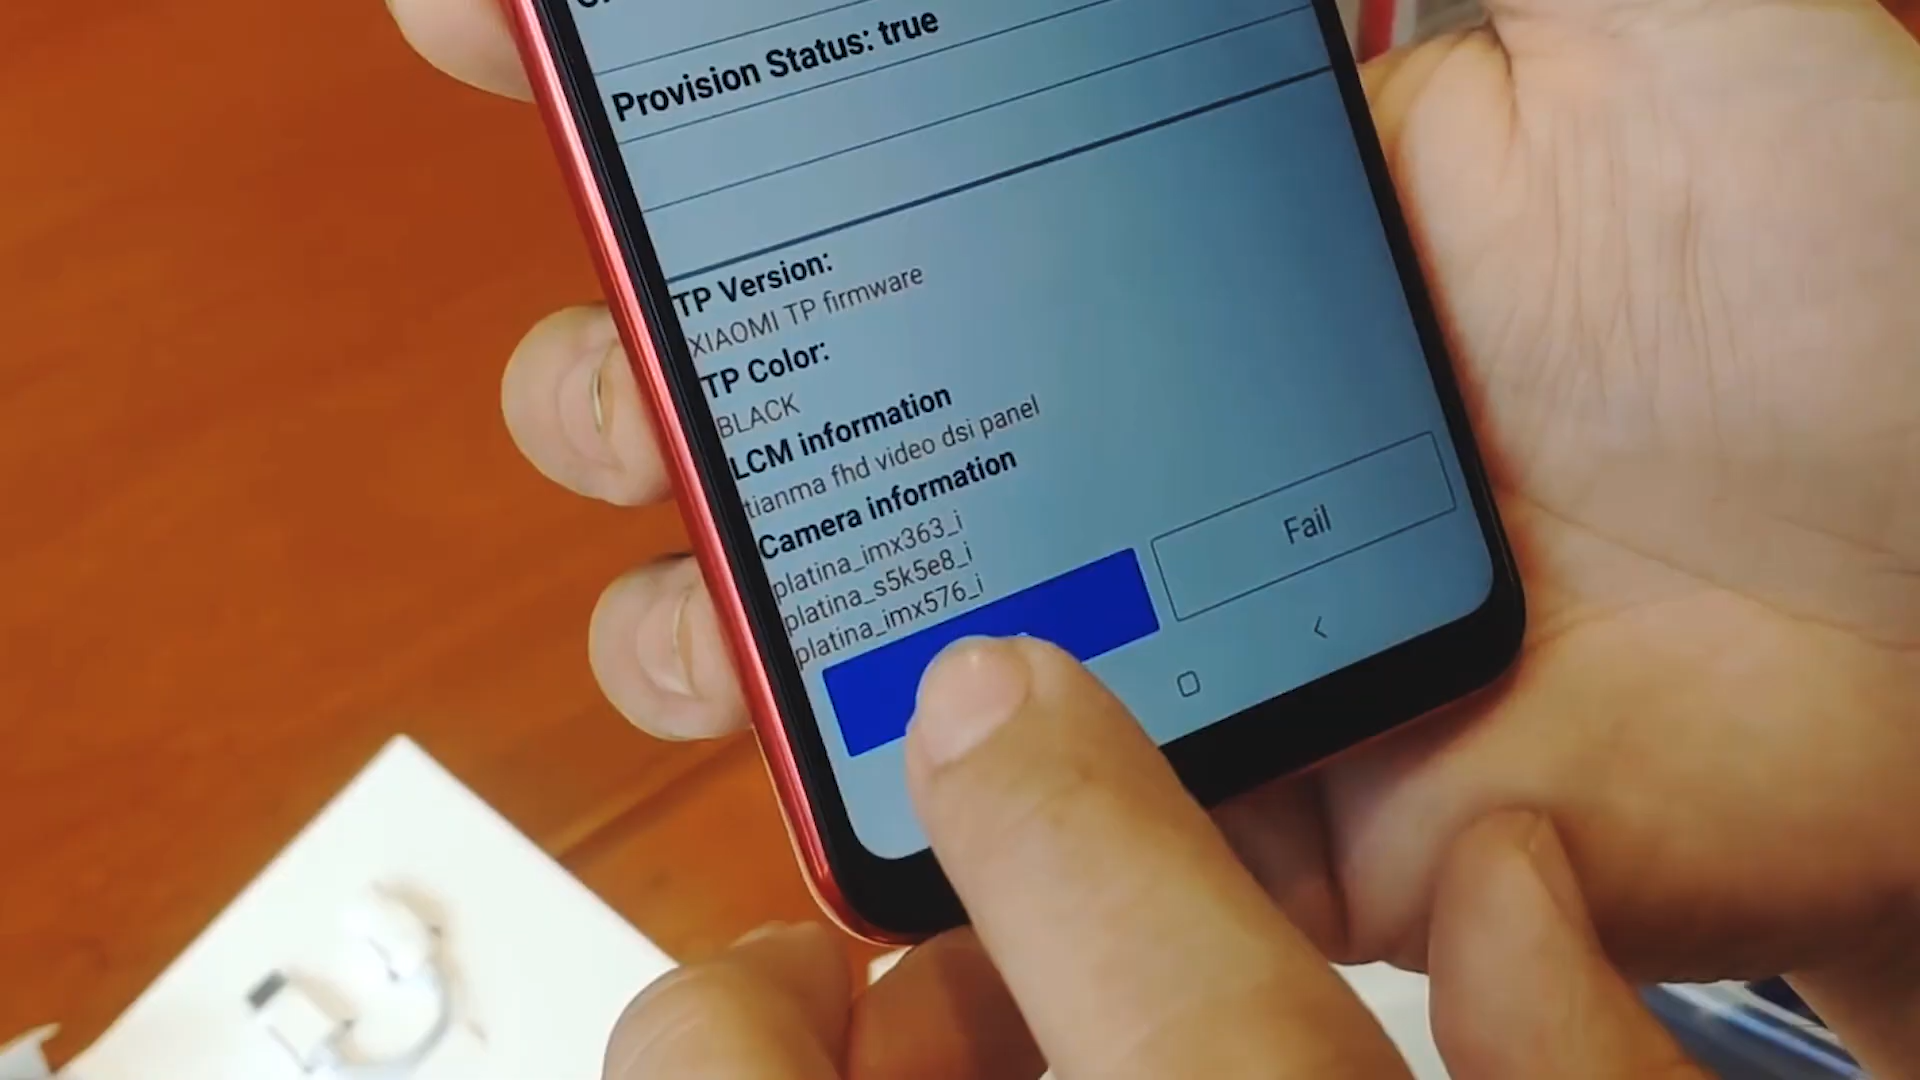 Provision Status: true
TP Version:
XIAOMI TP firmware
TP Color:
BLACK
LCM information
tianma fhd video dsi panel
Camera information
platina_imx363_i
platina_s5k5e8_i
platina_imx576_i
Fail